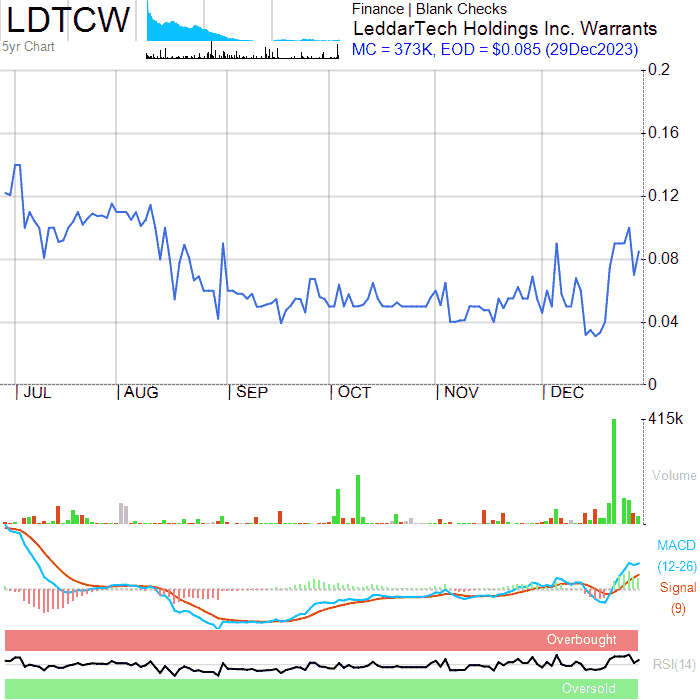 LDTCW
5yr Chart
Finance | Blank Checks
LeddarTech Holdings Inc. Warrants
MC = 373K, EOD = $0.085 (29Dec2023)
0.2
0.16
0.12
0.08
0.04
0
JUL AUG SEP OCT NOV DEC
415k
Volume
MACD
(12-26)
Signal
(9)
Overbought
RSI(14)
Oversold